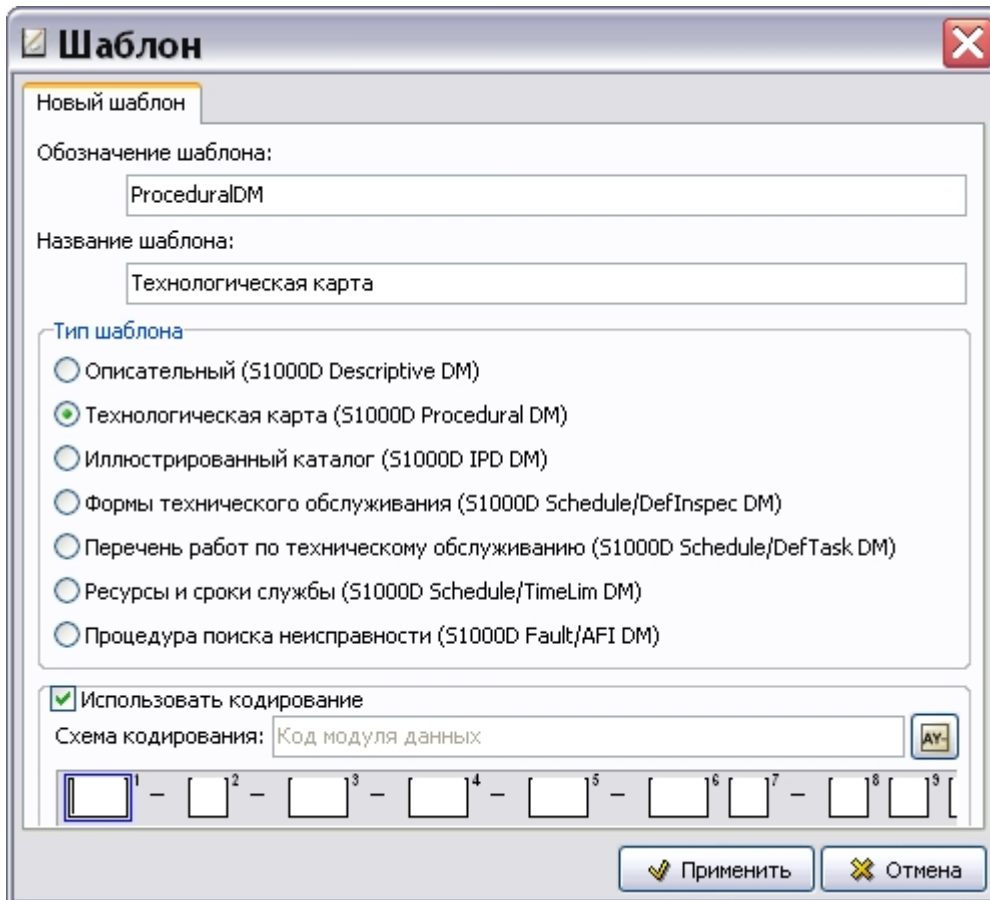 Шаблон
Новый шаблон
Обозначение шаблона:
ProceduralDM
Название шаблона:
Технологическая карта
Тип шаблона
Описательный (S1000D Descriptive DM)
Технологическая карта (S1000D Procedural DM)
Иллюстрированный каталог (S1000D IPD DM)
Формы технического обслуживания (S1000D Schedule/DefInspec DM)
Перечень работ по техническому обслуживанию (S1000D Schedule/DefTask DM)
Ресурсы и сроки службы (S1000D Schedule/TimeLim DM)
Процедура поиска неисправности (S1000D Fault/AFI DM)
Использовать кодирование
Схема кодирования: Код модуля данных AY-
1 – 2 – 3 – 4 – 5 – 6 7 – 8 9
Применить Отмена